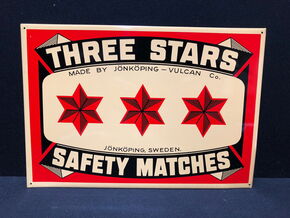 THREE STARS
MADE BY JÖNKÖPING – VULCAN Co.
JÖNKÖPING, SWEDEN.
SAFETY MATCHES